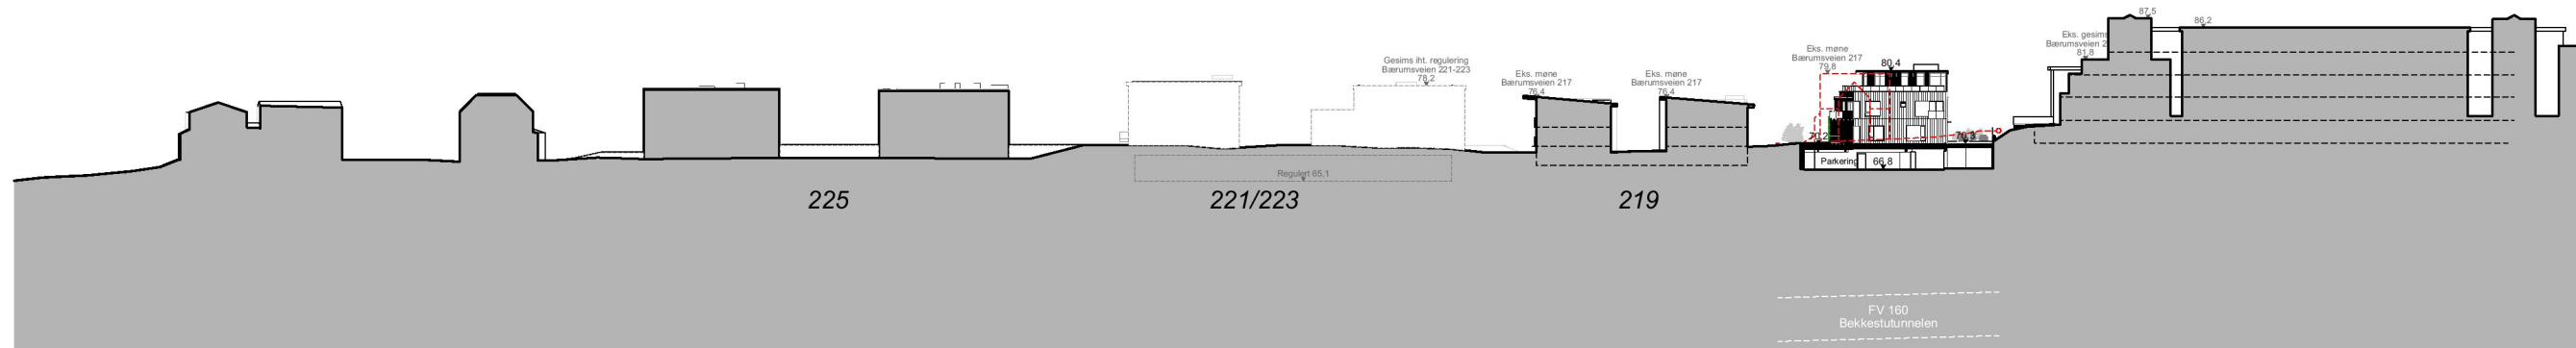 87,5
86,2
Eks. gesims
Bærumsveien 2
81,8
Eks. møne
Bærumsveien 217
79,8
80,4
Gesims iht. regulering
Bærumsveien 221-223
78,2
Eks. møne
Bærumsveien 217
76,4
Eks. møne
Bærumsveien 217
76,4
70,2
Parkering
66,8
Regulert 65,1
225
221/223
219
FV 160
Bekkestutunnelen